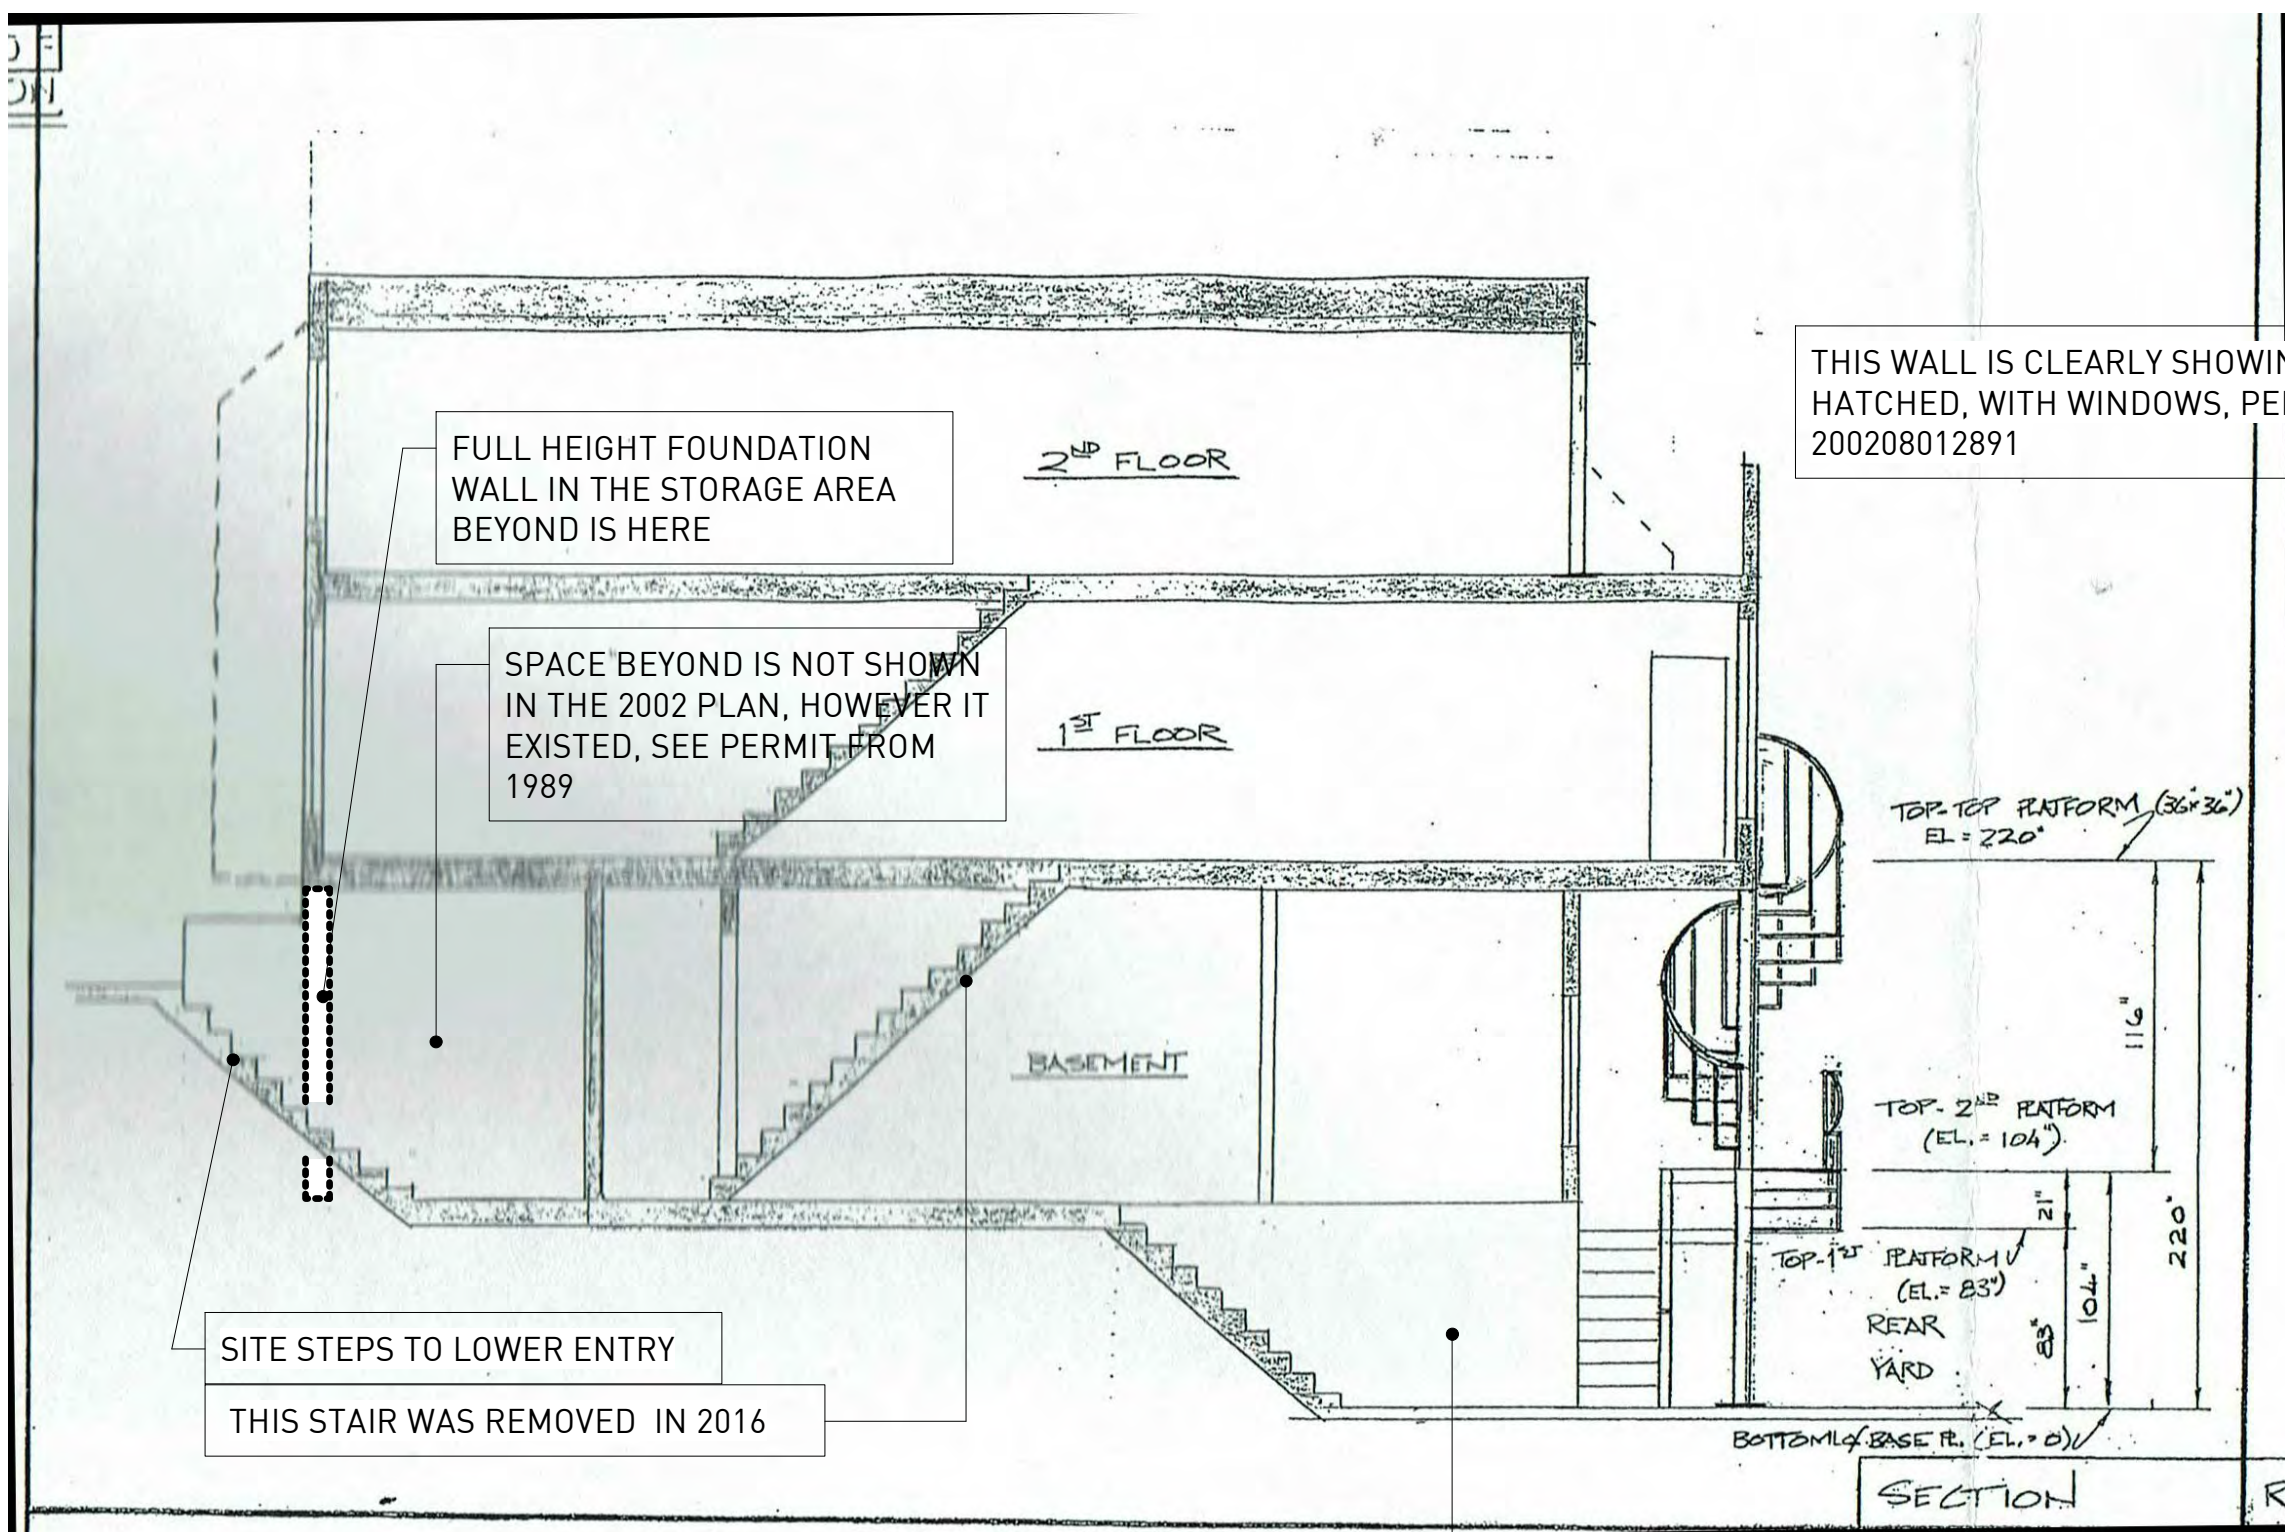 ON
FULL HEIGHT FOUNDATION
WALL IN THE STORAGE AREA
BEYOND IS HERE
THIS WALL IS CLEARLY SHOWIN
HATCHED, WITH WINDOWS, PE
200208012891
2ND FLOOR
SPACE BEYOND IS NOT SHOWN
IN THE 2002 PLAN, HOWEVER IT
EXISTED, SEE PERMIT FROM
1989
1ST FLOOR
TOP-TOP PLATFORM (36"x36")
EL = 220"
116"
BASEMENT
TOP- 2ND PLATFORM
(EL. = 104")
21"
220"
104"
83"
TOP-1ST PLATFORM
(EL. = 83")
REAR
YARD
SITE STEPS TO LOWER ENTRY
THIS STAIR WAS REMOVED IN 2016
BOTTOM of BASE PL. (EL. = 0)
SECTION
R